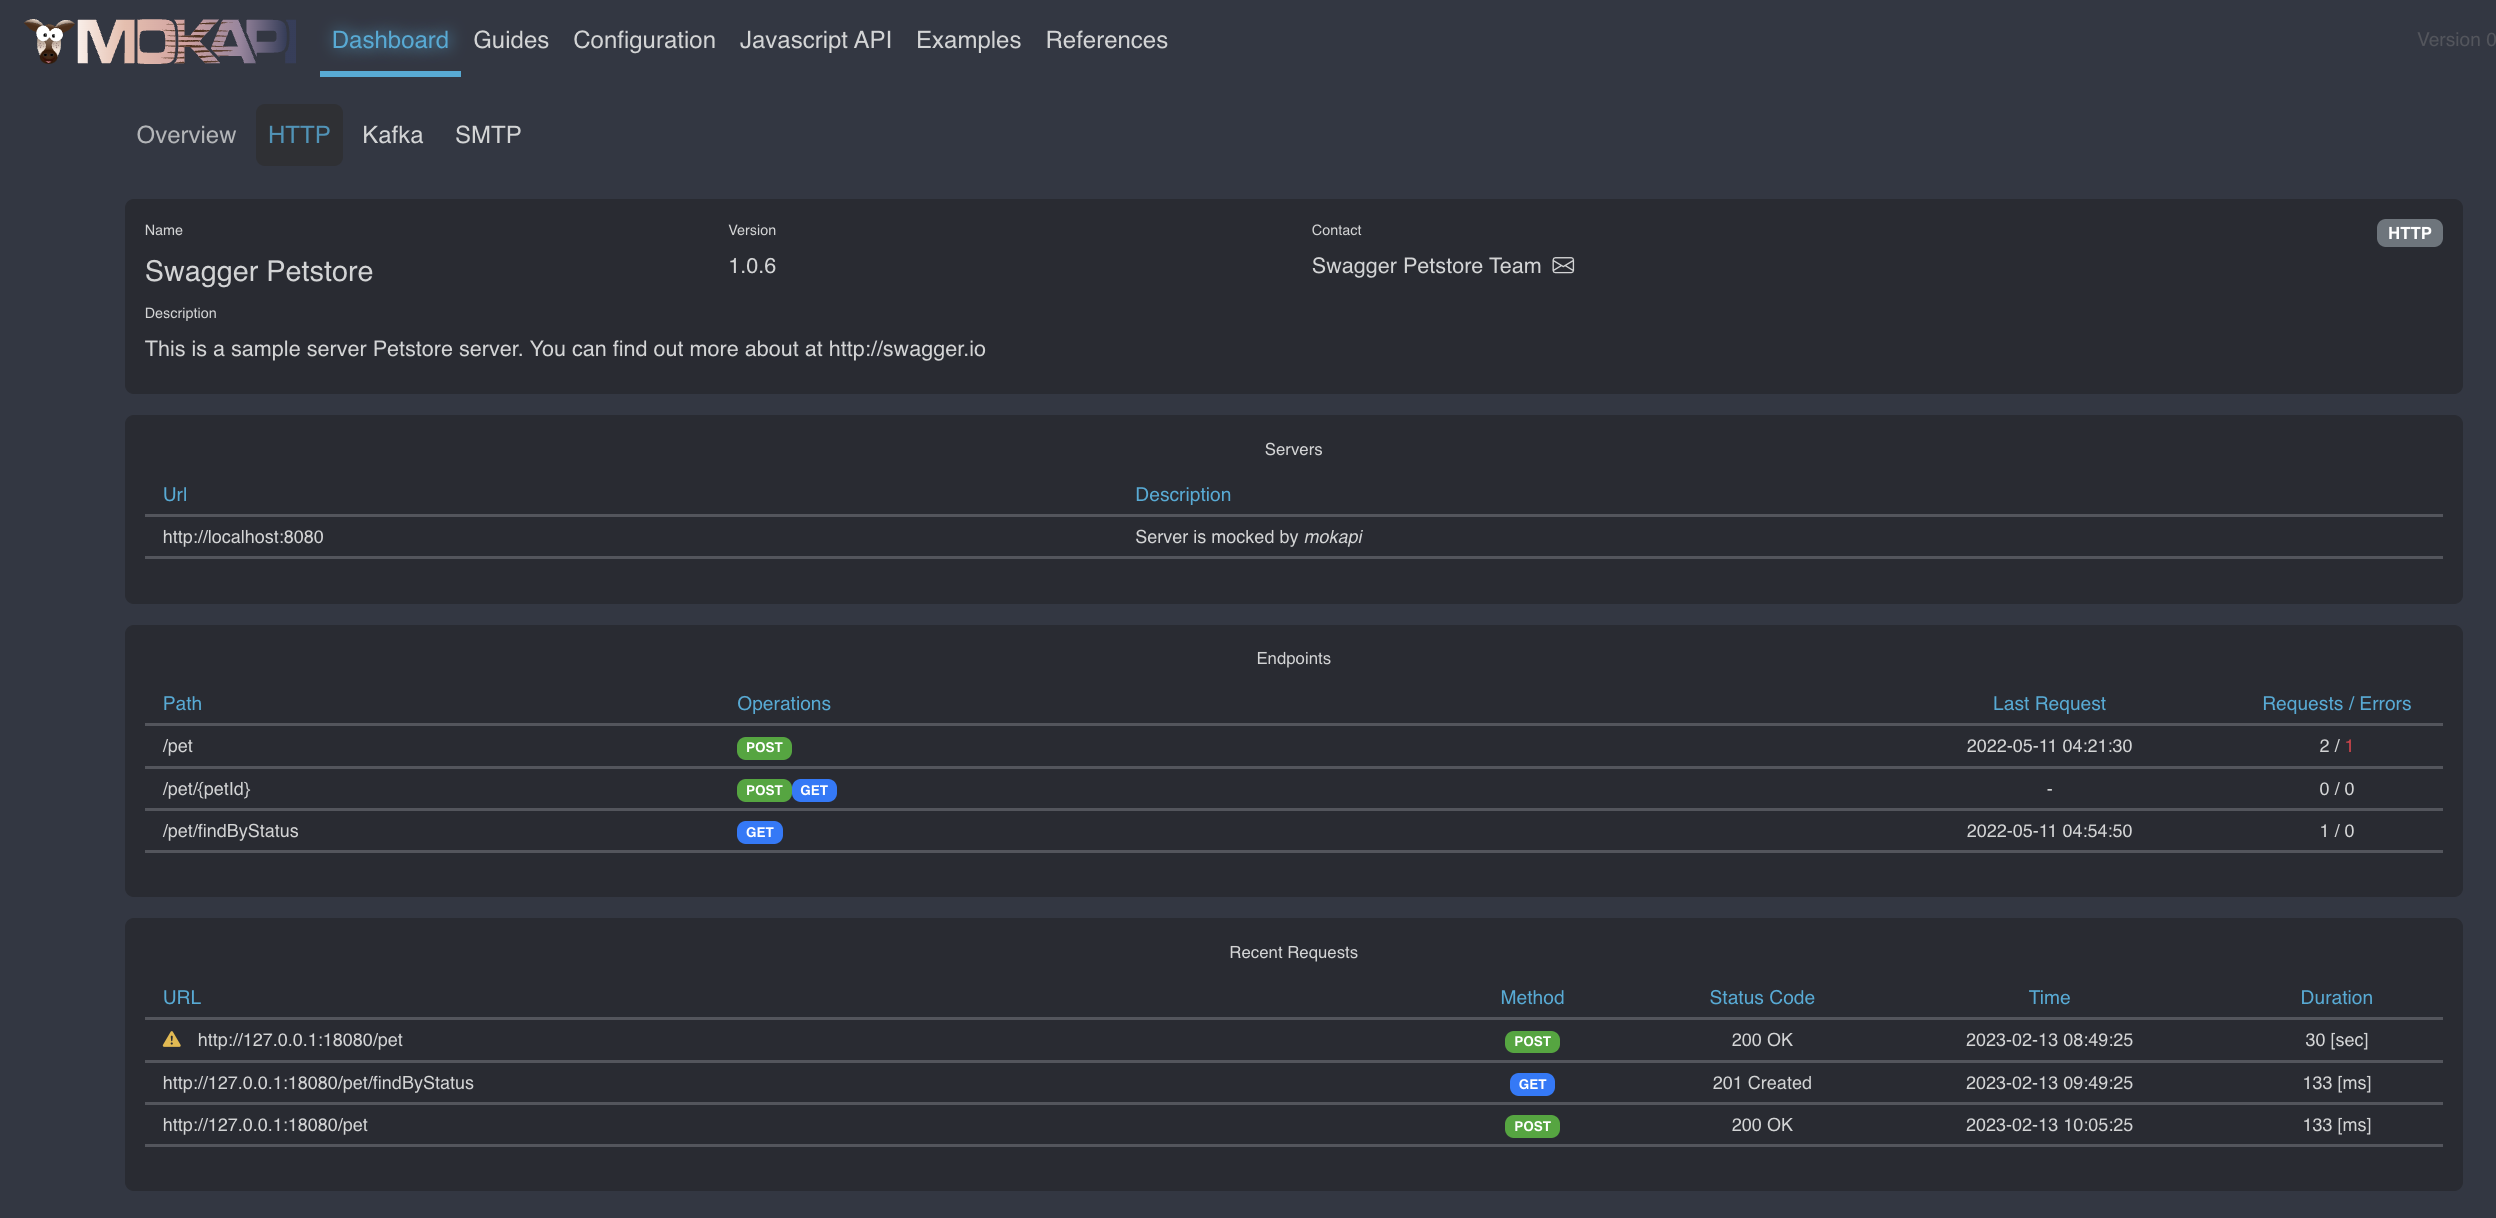 MOKAPI Dashboard Guides Configuration Javascript API Examples References Version 0
Overview HTTP Kafka SMTP
Name Version Contact HTTP
Swagger Petstore 1.0.6 Swagger Petstore Team
Description
This is a sample server Petstore server. You can find out more about at http://swagger.io
Servers
Url Description
http://localhost:8080 Server is mocked by mokapi
Endpoints
Path Operations Last Request Requests / Errors
/pet POST 2022-05-11 04:21:30 2 / 1
/pet/{petId} POST GET - 0 / 0
/pet/findByStatus GET 2022-05-11 04:54:50 1 / 0
Recent Requests
URL Method Status Code Time Duration
http://127.0.0.1:18080/pet POST 200 OK 2023-02-13 08:49:25 30 [sec]
http://127.0.0.1:18080/pet/findByStatus GET 201 Created 2023-02-13 09:49:25 133 [ms]
http://127.0.0.1:18080/pet POST 200 OK 2023-02-13 10:05:25 133 [ms]